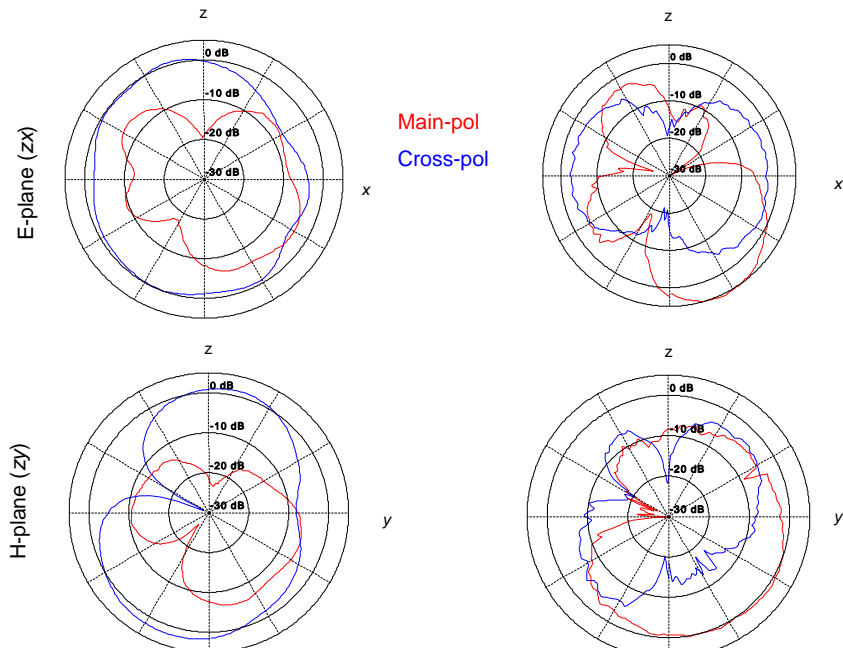 z
z
0 dB
-10 dB
-20 dB
-30 dB
0 dB
-10 dB
-20 dB
-30 dB
Main-pol
Cross-pol
E-plane (zx)
x
x
z
z
0 dB
-10 dB
-20 dB
-30 dB
0 dB
-10 dB
-20 dB
-30 dB
H-plane (zy)
y
y